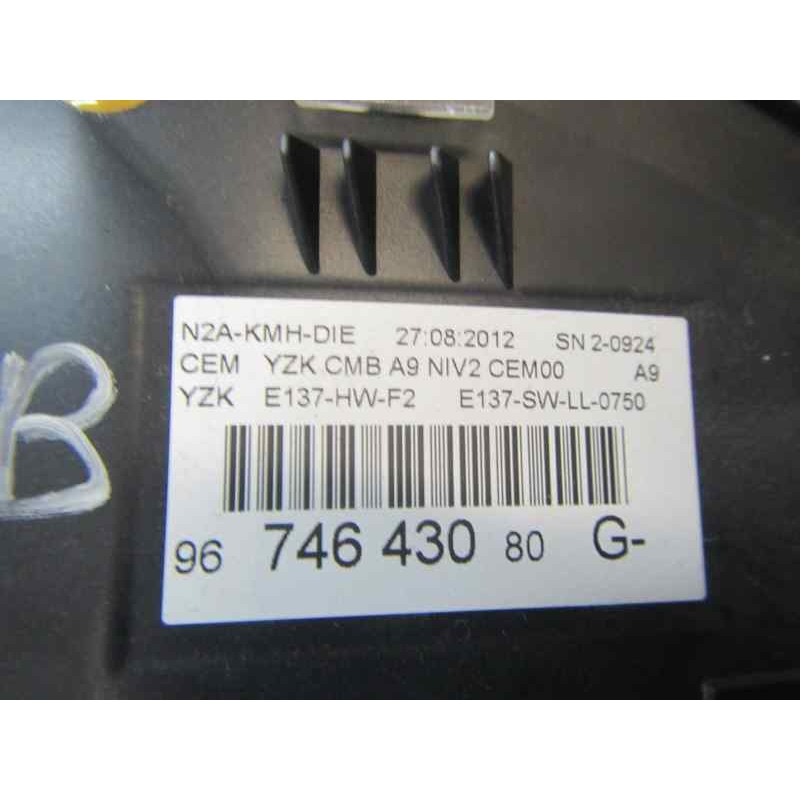 N2A-KMH-DIE 27:08:2012 SN 2-0924
CEM YZK CMB A9 NIV2 CEM00 A9
YZK E137-HW-F2 E137-SW-LL-0750
96 746 430 80 G-
B